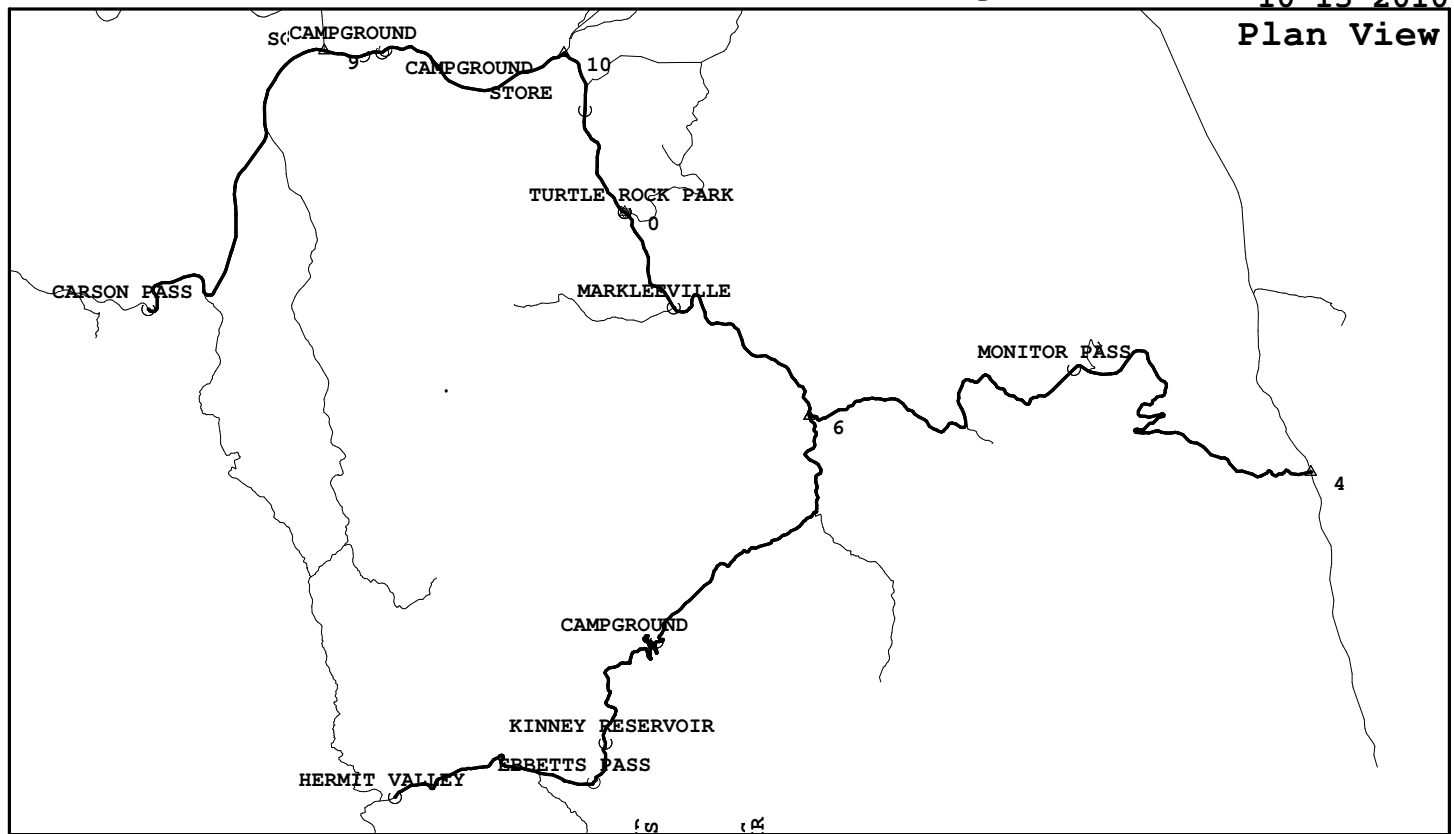 10 15 2010
Plan View
CAMPGROUND
9
CAMPGROUND
10
STORE
TURTLE ROCK PARK
0
CARSON PASS
MARKLEEVILLE
MONITOR PASS
6
4
CAMPGROUND
KINNEY RESERVOIR
EBBETTS PASS
HERMIT VALLEY